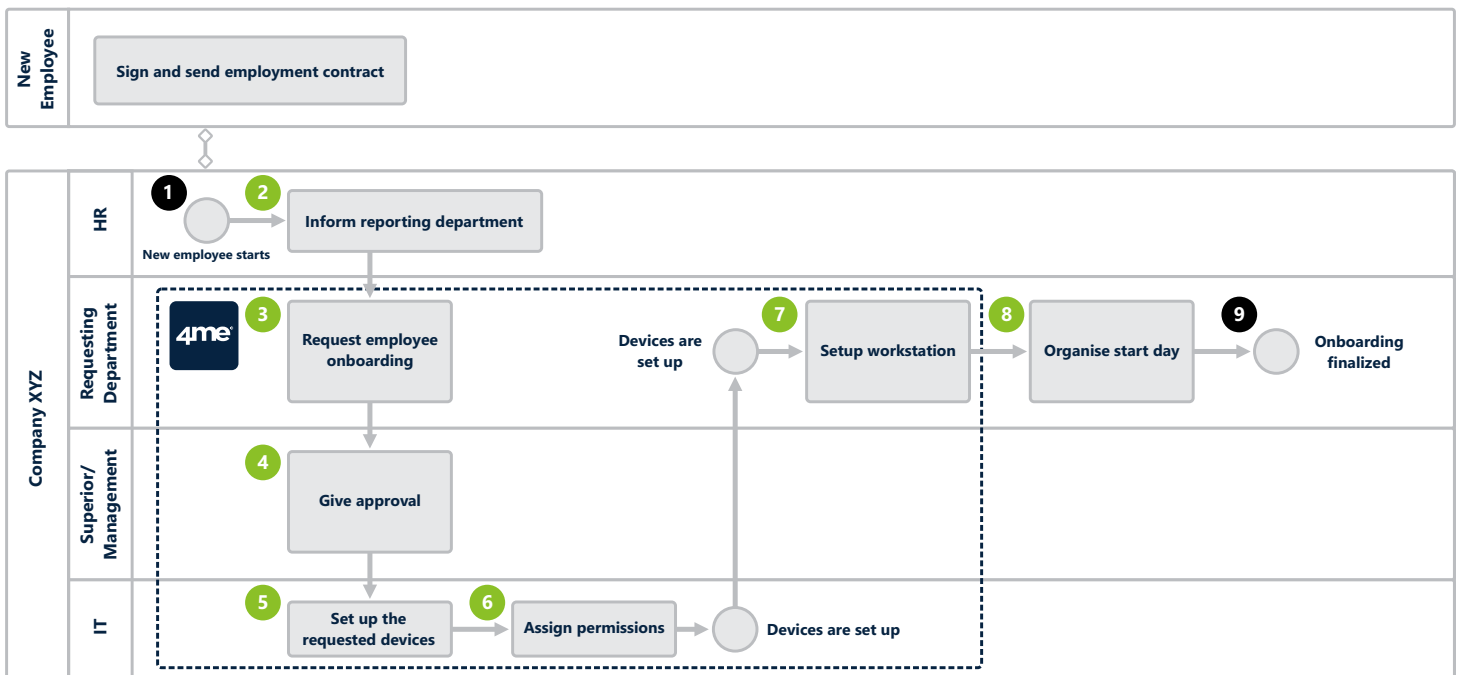 New
Employee
Sign and send employment contract
Company XYZ
HR
1
New employee starts
2
Inform reporting department
Requesting
Department
4me
3
Request employee
onboarding
Devices are
set up
7
Setup workstation
8
Organise start day
9
Onboarding
finalized
Superior/
Management
4
Give approval
IT
5
Set up the
requested devices
6
Assign permissions
Devices are set up